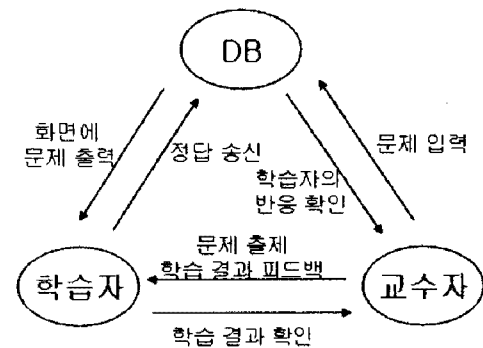 DB
화면에
문제 출력
정답 송신
학습자의
반응 확인
문제 입력
문제 출제
학습 결과 피드백
학습자
교수자
학습 결과 확인